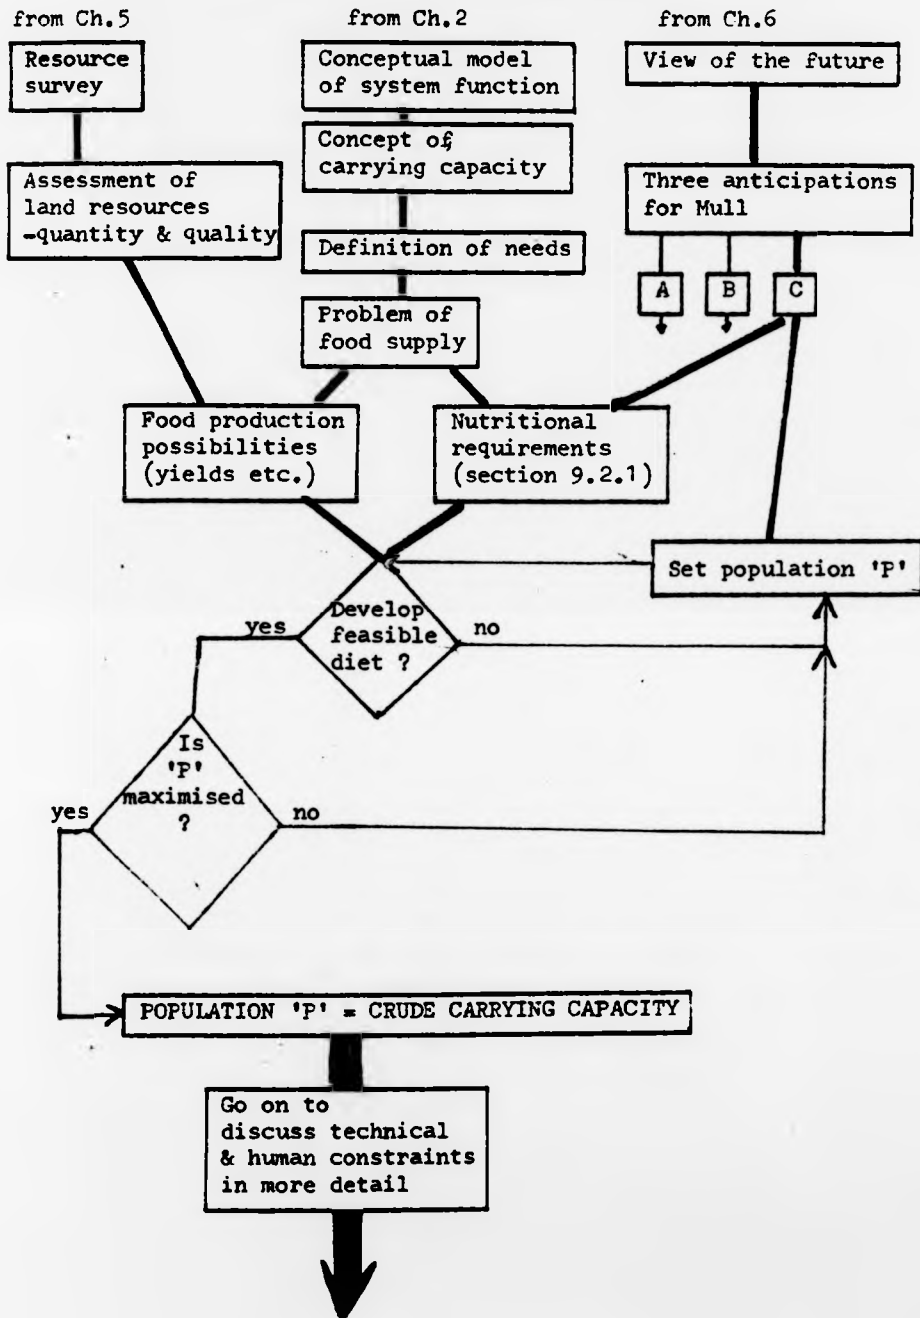 from Ch.5
from Ch.2
from Ch.6
Resource
survey
Conceptual model
of system function
View of the future
Concept of
carrying capacity
Assessment of
land resources
-quantity & quality
Three anticipations
for Mull
Definition of needs
A
B
C
Problem of
food supply
Food production
possibilities
(yields etc.)
Nutritional
requirements
(section 9.2.1)
Set population 'P'
Develop
feasible
diet ?
yes
no
Is
'P'
maximised
?
yes
no
POPULATION 'P' = CRUDE CARRYING CAPACITY
Go on to
discuss technical
& human constraints
in more detail